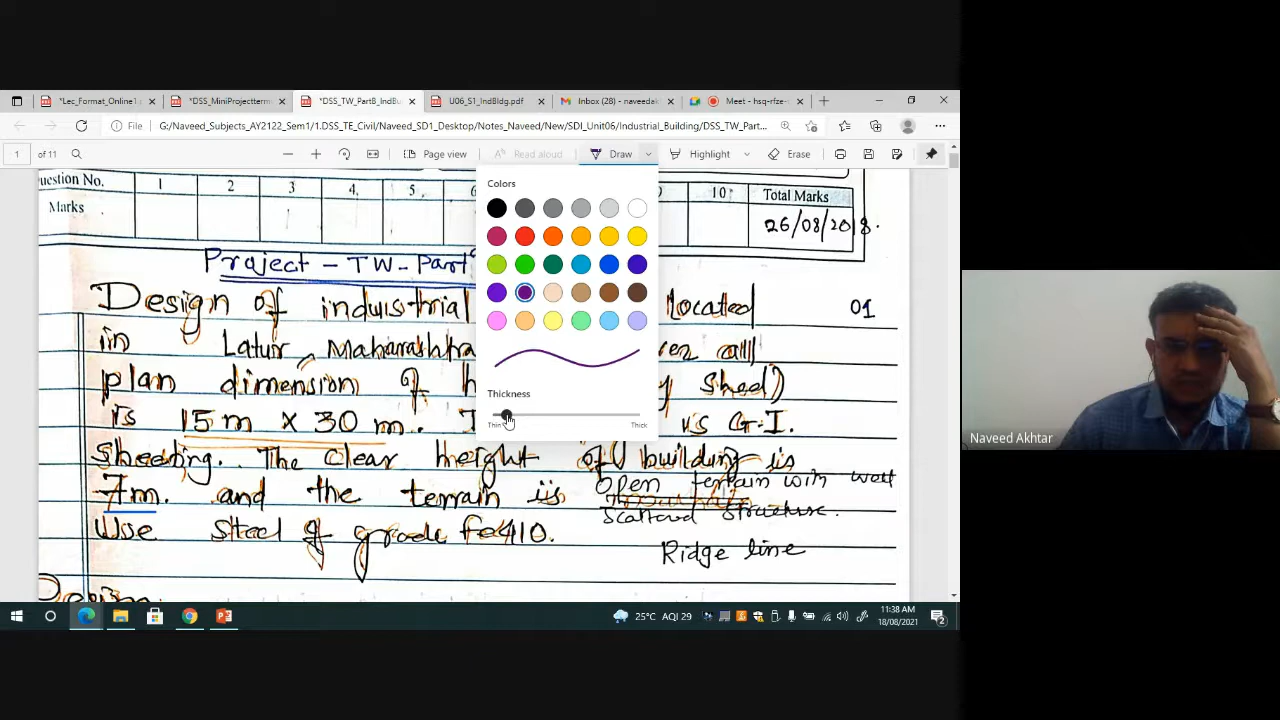 *Lec_Format_Online1.
*DSS_MiniProjectterm
*DSS_TW_PartB_IndBu
U06_S1_IndBldg.pdf
Inbox (28) - naveedak
Meet - hsq-rfze-
File
G:/Naveed_Subjects_AY2122_Sem1/1.DSS_TE_Civil/Naveed_SD1_Desktop/Notes_Naveed/New/SDI_Unit06/Industrial_Building/DSS_TW_Part...
1 of 11
Page view
Read aloud
Draw
Highlight
Erase
uestion No. 1 2 3 4. 5. 10 Total Marks
Marks 26/08/2018.
Colors
Thickness
Thin Thick
Project - TW - Part
Design of industrial located 01
in Latur, Maharashtra all
plan dimension of shed)
is 15 m x 30 m. is G.I.
sheeting. The clear height of building is
7m. and the terrain is open terrain with well
scattered structure.
Use steel of grade Fe410.
Ridge line
Design
Naveed Akhtar
25°C AQI 29
11:38 AM
18/08/2021
2